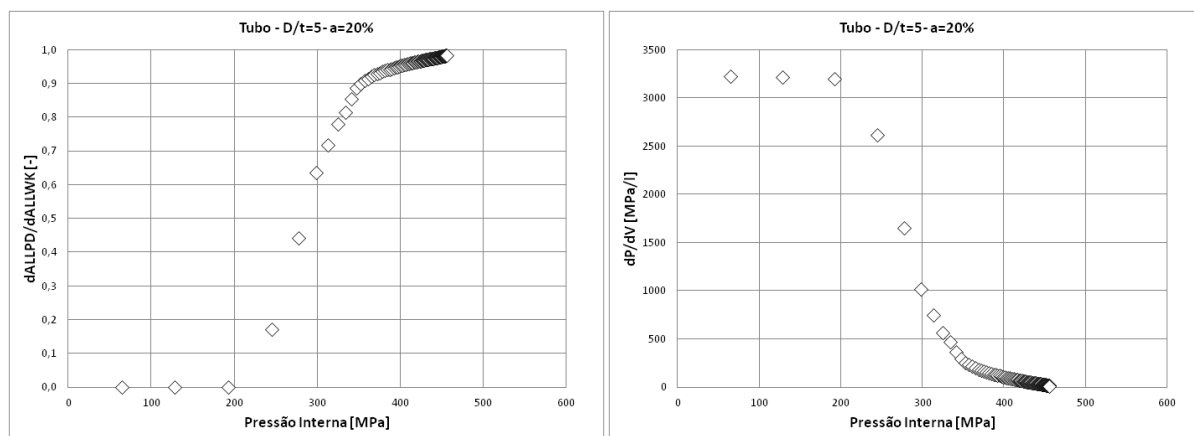 Tubo - D/t=5- a=20%
dALLPD/dALLWK [-]
1,0
0,9
0,8
0,7
0,6
0,5
0,4
0,3
0,2
0,1
0,0
0 100 200 300 400 500 600
Pressão Interna [MPa]
Tubo - D/t=5- a=20%
dP/dV [MPa/l]
3500
3000
2500
2000
1500
1000
500
0
0 100 200 300 400 500 600
Pressão Interna [MPa]